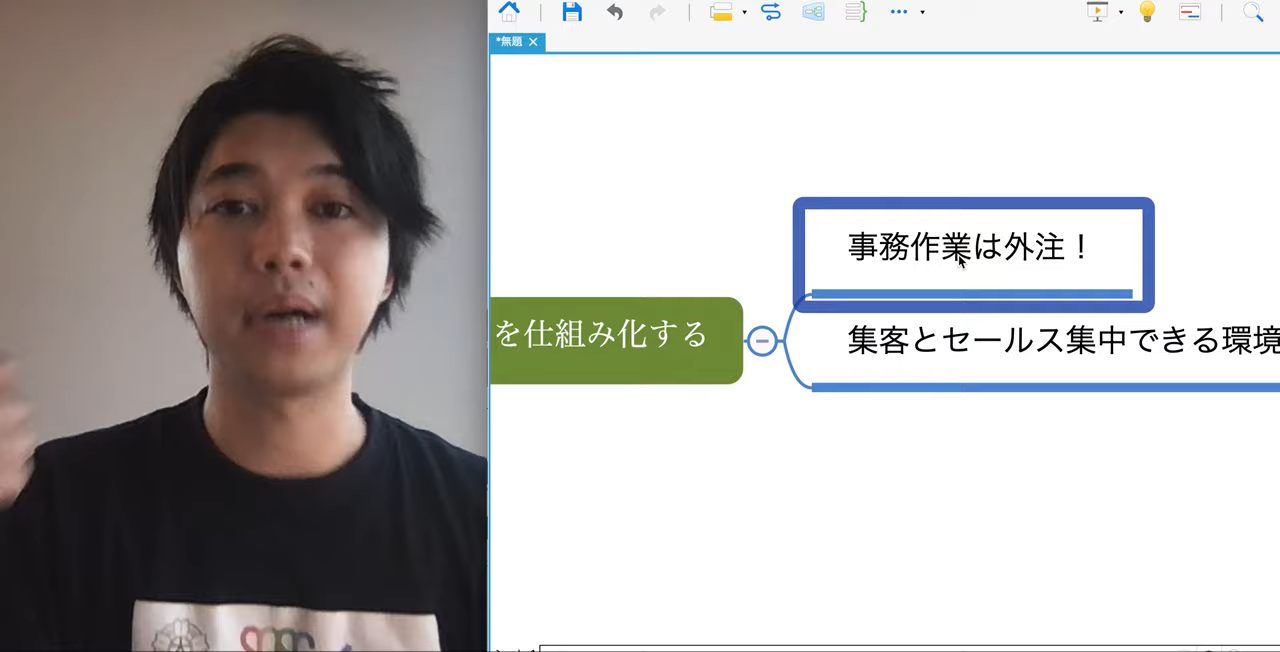 *無題
事務作業は外注！
を仕組み化する
集客とセールス集中できる環境